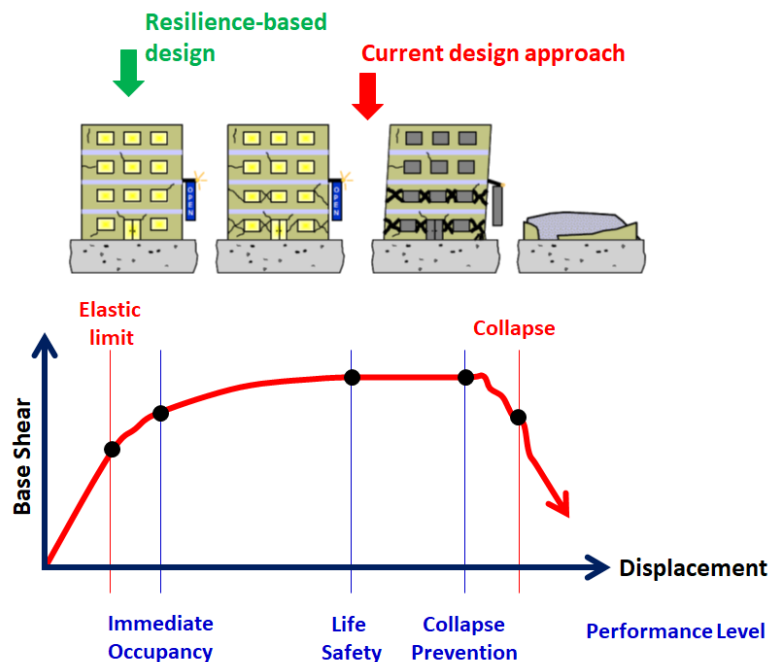 Resilience-based
design
Current design approach
OPEN
OPEN
Elastic
limit
Collapse
Base Shear
Displacement
Immediate
Occupancy
Life
Safety
Collapse
Prevention
Performance Level